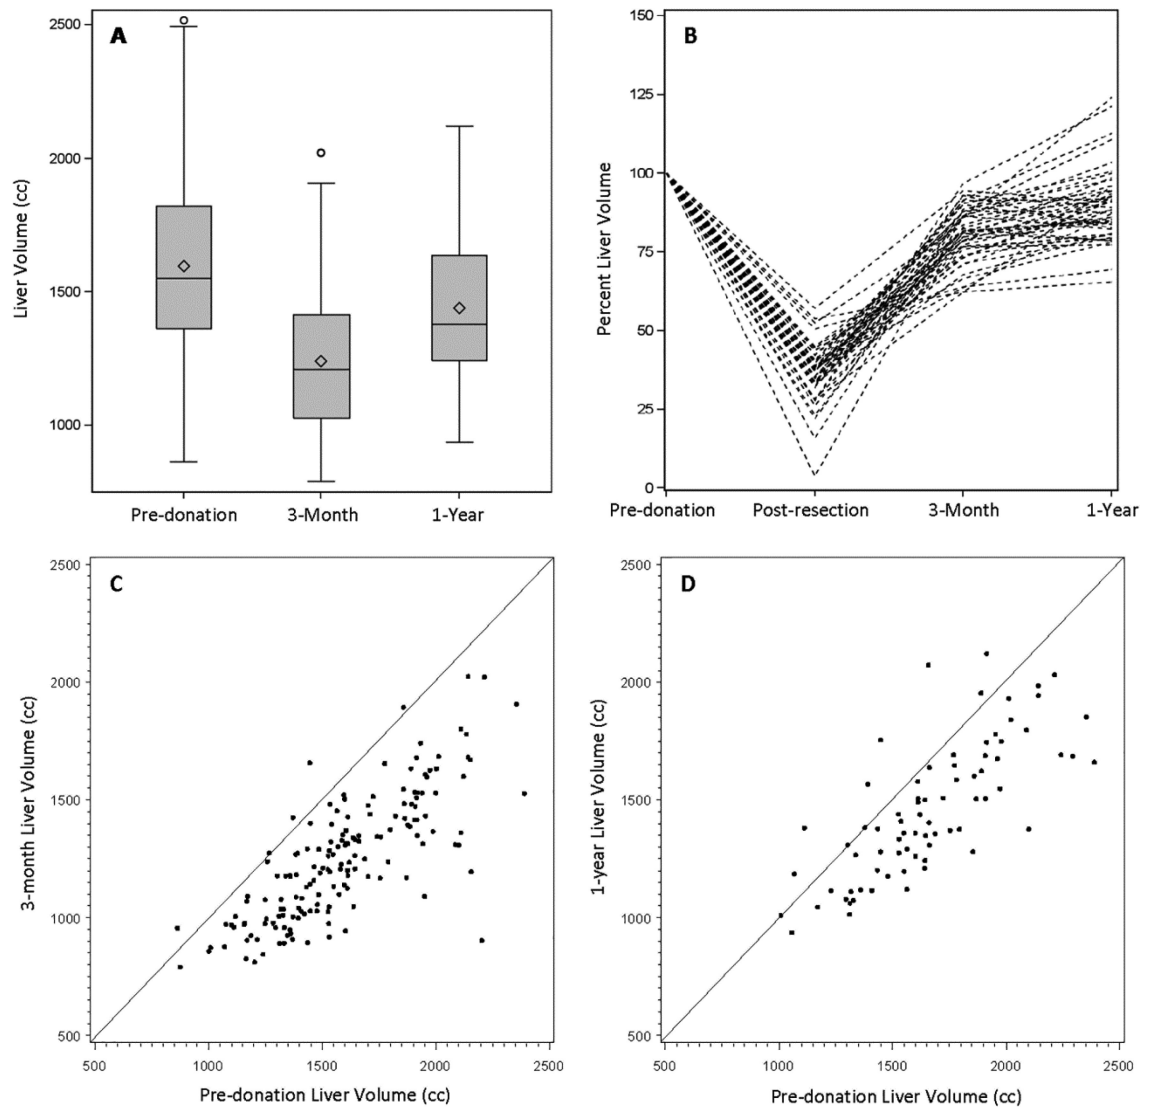 A
2500
2000
1500
1000
Liver Volume (cc)
Pre-donation 3-Month 1-Year
B
150
125
100
75
50
25
0
Percent Liver Volume
Pre-donation Post-resection 3-Month 1-Year
C
2500
2000
1500
1000
500
3-month Liver Volume (cc)
500 1000 1500 2000 2500
Pre-donation Liver Volume (cc)
D
2500
2000
1500
1000
500
1-year Liver Volume (cc)
500 1000 1500 2000 2500
Pre-donation Liver Volume (cc)